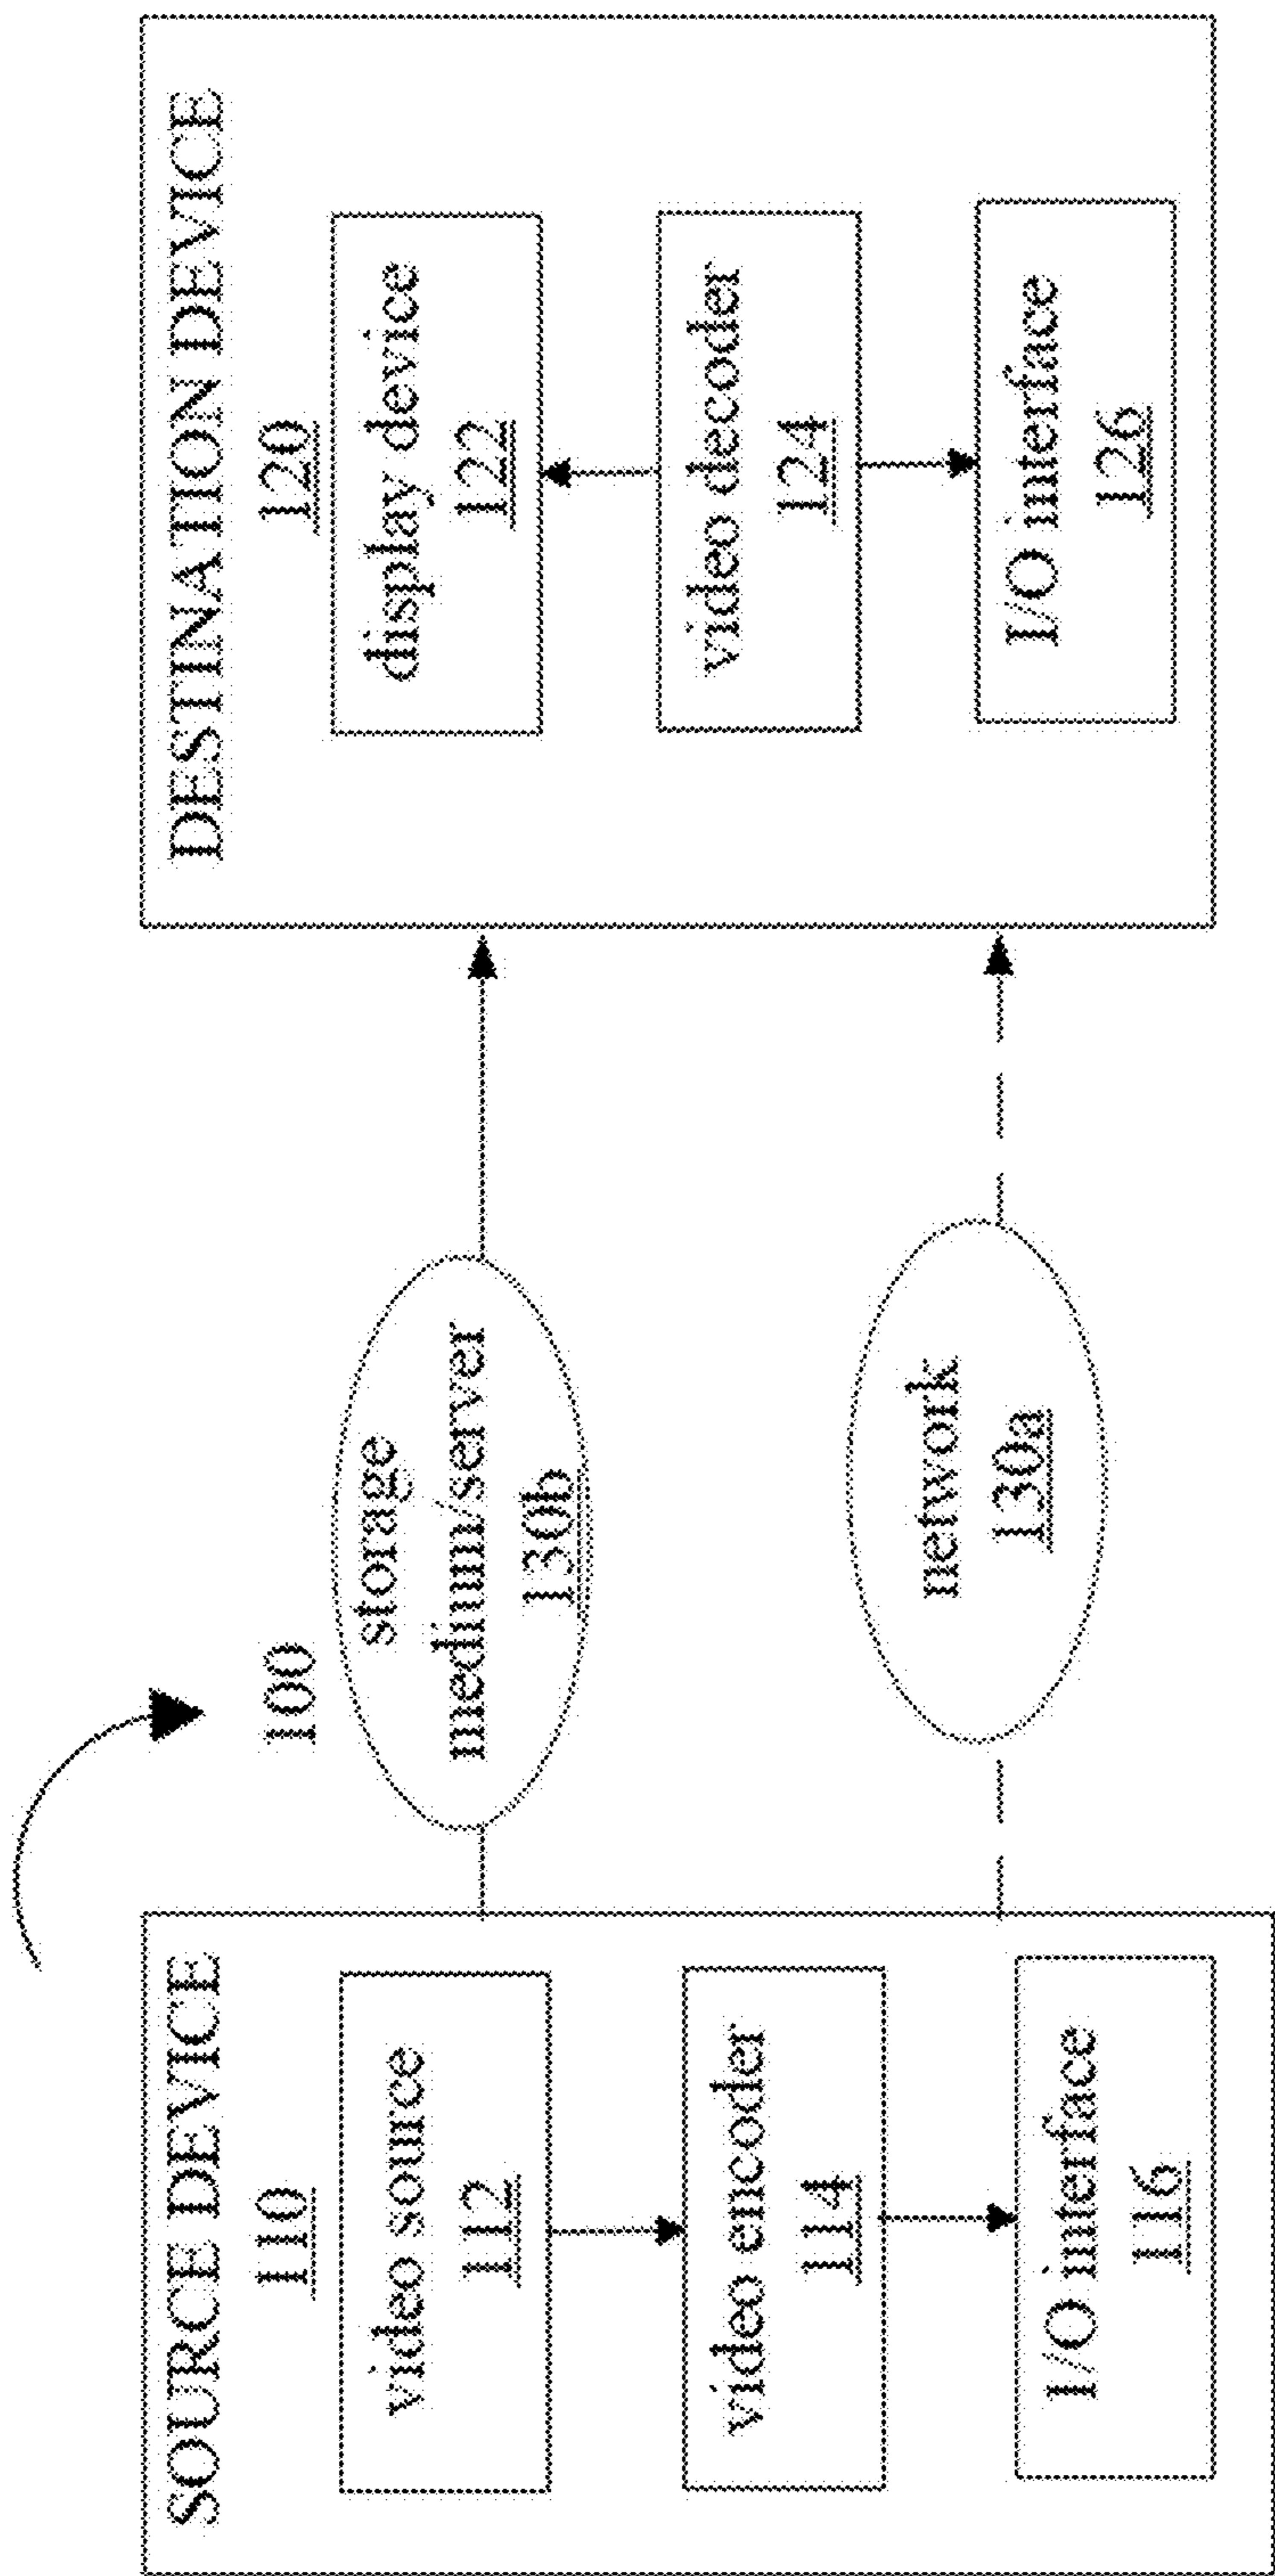 100
SOURCE DEVICE
110
video source
112
video encoder
114
I/O interface
116
storage
medium/server
130b
network
130a
DESTINATION DEVICE
120
display device
122
video decoder
124
I/O interface
126